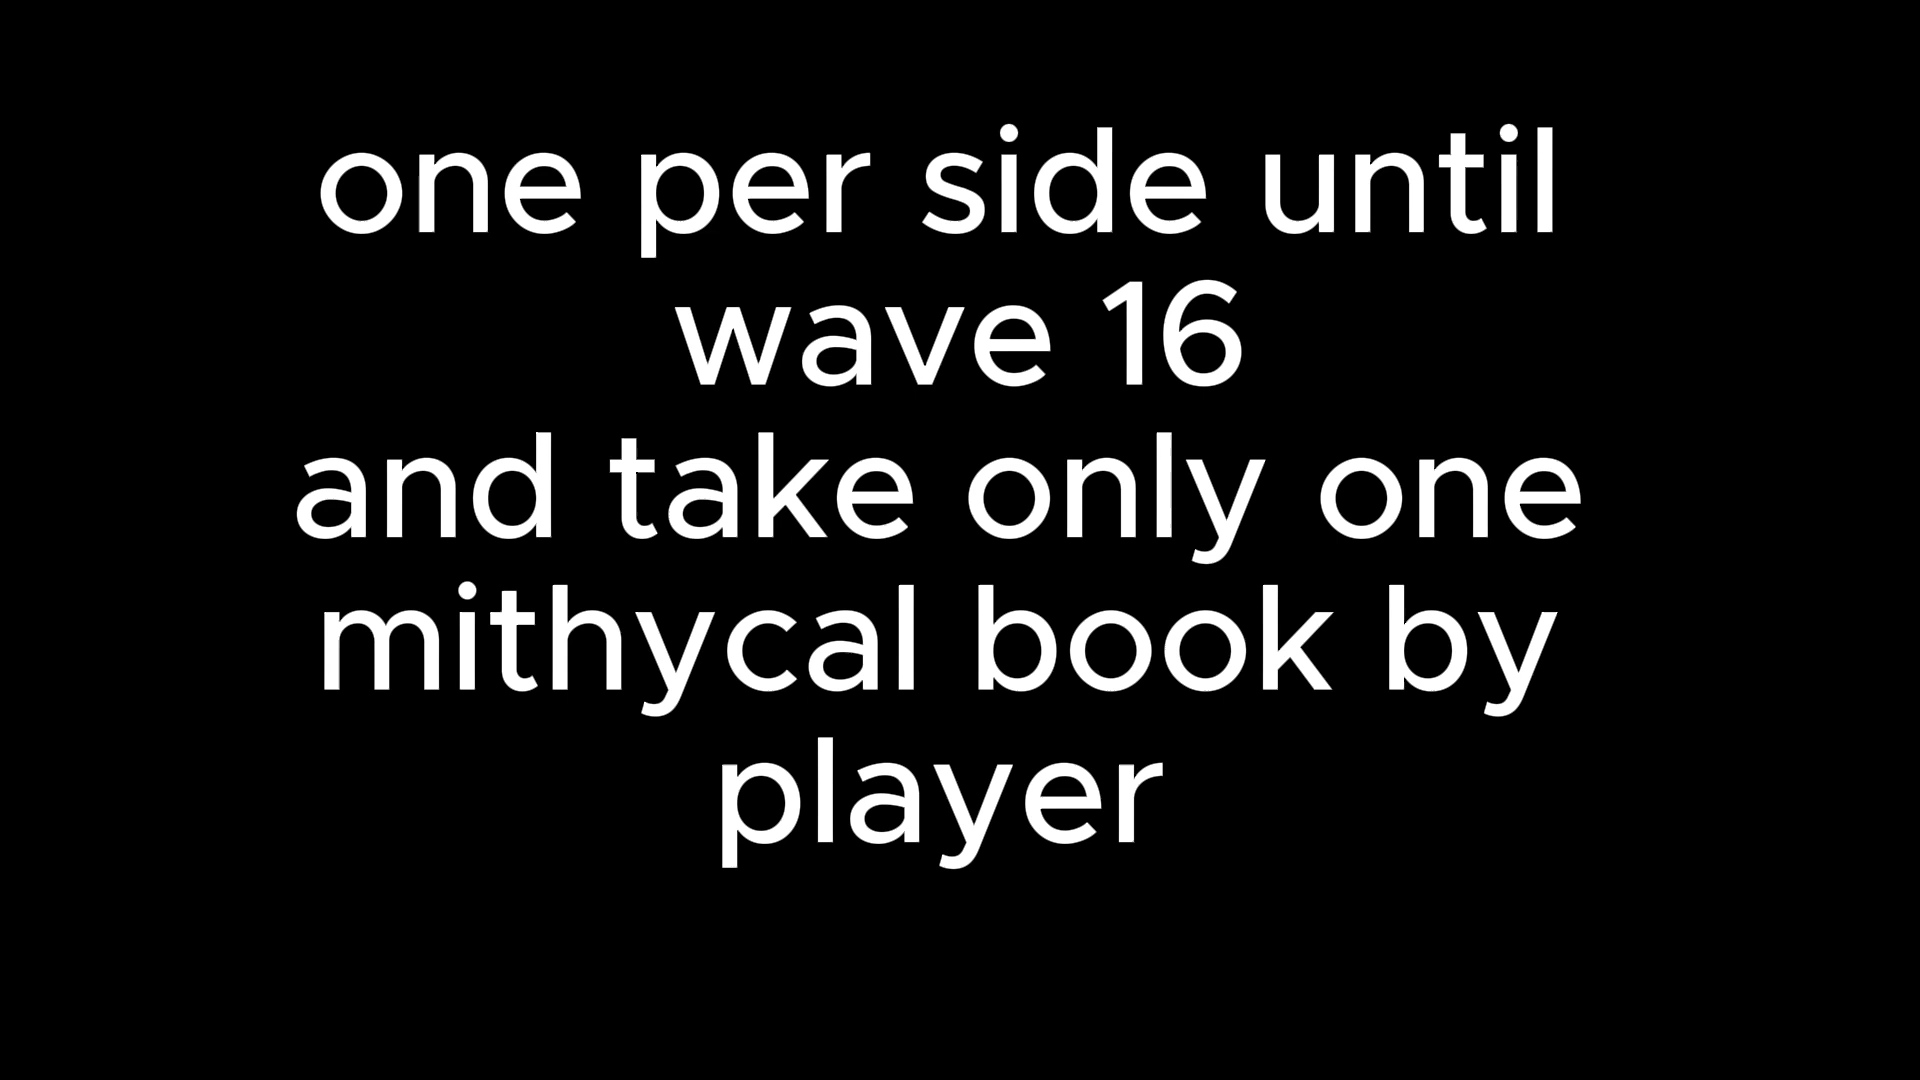 one per side until
wave 16
and take only one
mithycal book by
player